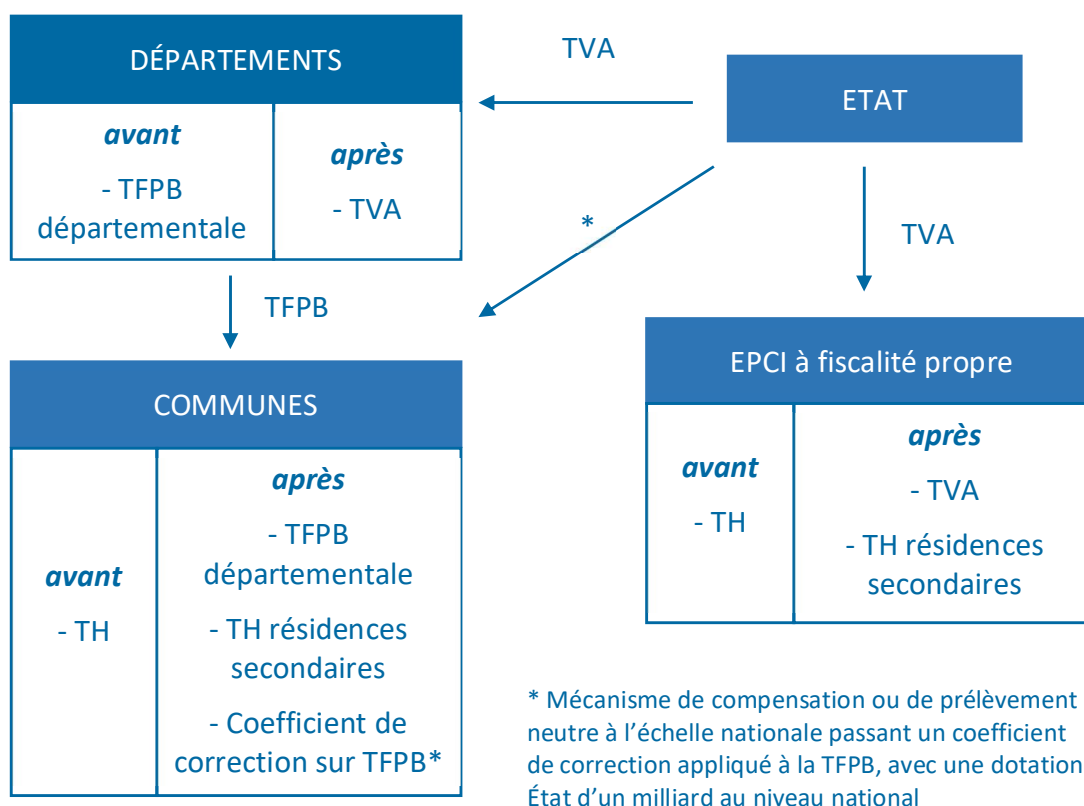 DÉPARTEMENTS
avant
- TFPB
départementale
après
- TVA
TVA
ETAT
*
TVA
TFPB
COMMUNES
avant
- TH
après
- TFPB
départementale
- TH résidences
secondaires
- Coefficient de
correction sur TFPB*
EPCI à fiscalité propre
avant
- TH
après
- TVA
- TH résidences
secondaires
* Mécanisme de compensation ou de prélèvement
neutre à l’échelle nationale passant un coefficient
de correction appliqué à la TFPB, avec une dotation
État d’un milliard au niveau national